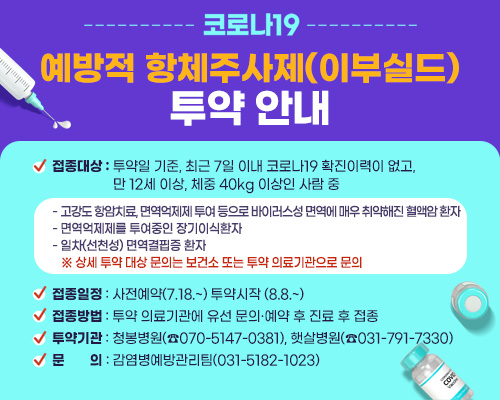 코로나19
예방적 항체주사제(이부실드)
투약 안내
접종대상 : 투약일 기준, 최근 7일 이내 코로나19 확진이력이 없고,
만 12세 이상, 체중 40kg 이상인 사람 중
- 고강도 항암치료, 면역억제제 투여 등으로 바이러스성 면역에 매우 취약해진 혈액암 환자
- 면역억제제를 투여중인 장기이식환자
- 일차(선천성) 면역결핍증 환자
※ 상세 투약 대상 문의는 보건소 또는 투약 의료기관으로 문의
접종일정 : 사전예약(7.18.~) 투약시작 (8.8.~)
접종방법 : 투약 의료기관에 유선 문의·예약 후 진료 후 접종
투약기관 : 청봉병원(☎070-5147-0381), 햇살병원(☎031-791-7330)
문 의 : 감염병예방관리팀(031-5182-1023)